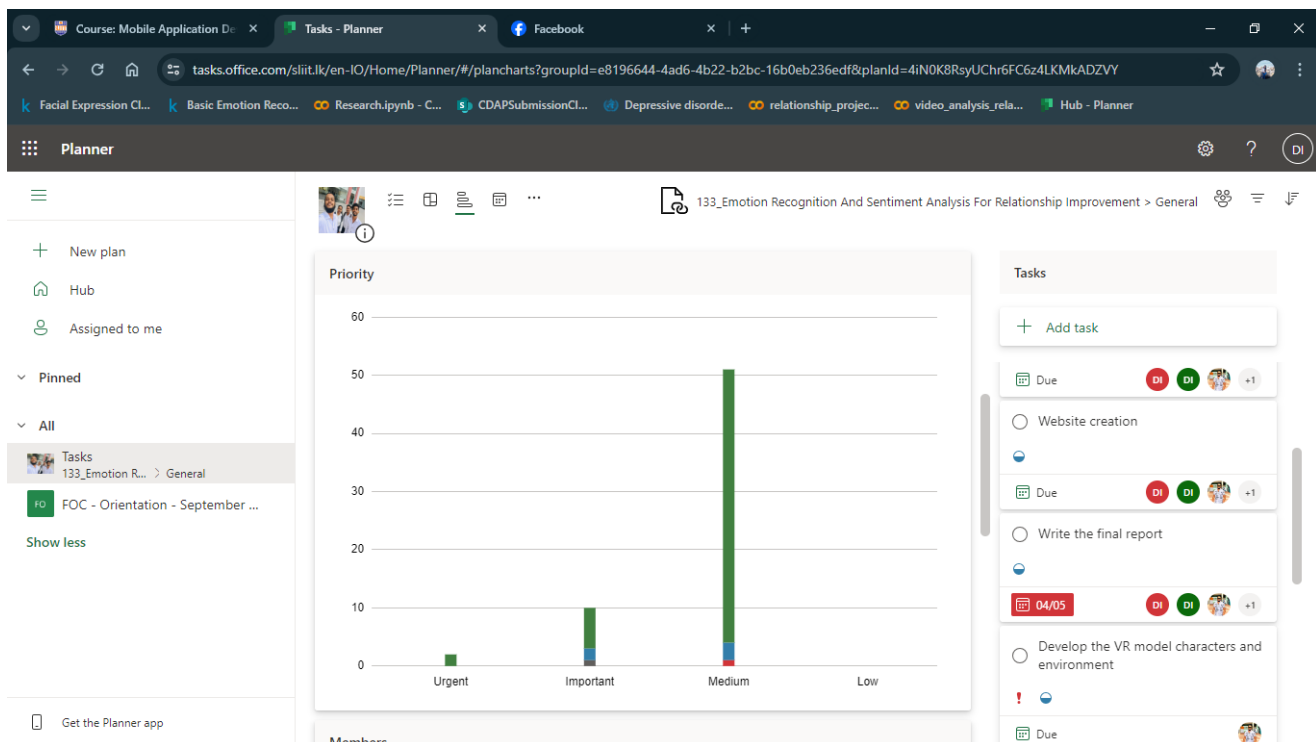 Course: Mobile Application De
Tasks - Planner
Facebook
tasks.office.com/sliit.lk/en-IO/Home/Planner/#/plancharts?groupId=e8196644-4ad6-4b22-b2bc-16b0eb236edf&planId=4iN0K8RsyUChr6FC6z4LKMkADZVY
Facial Expression Cl...
Basic Emotion Reco...
Research.ipynb - C...
CDAPSubmissionCl...
Depressive disorde...
relationship_projec...
video_analysis_rela...
Hub - Planner
Planner
DI
New plan
Hub
Assigned to me
Pinned
All
Tasks
133_Emotion R... > General
FO
FOC - Orientation - September ...
Show less
Get the Planner app
133_Emotion Recognition And Sentiment Analysis For Relationship Improvement > General
Priority
60
50
40
30
20
10
0
Urgent Important Medium Low
Members
Tasks
Add task
Due DI DI +1
Website creation
Due DI DI +1
Write the final report
04/05 DI DI +1
Develop the VR model characters and
environment
Due